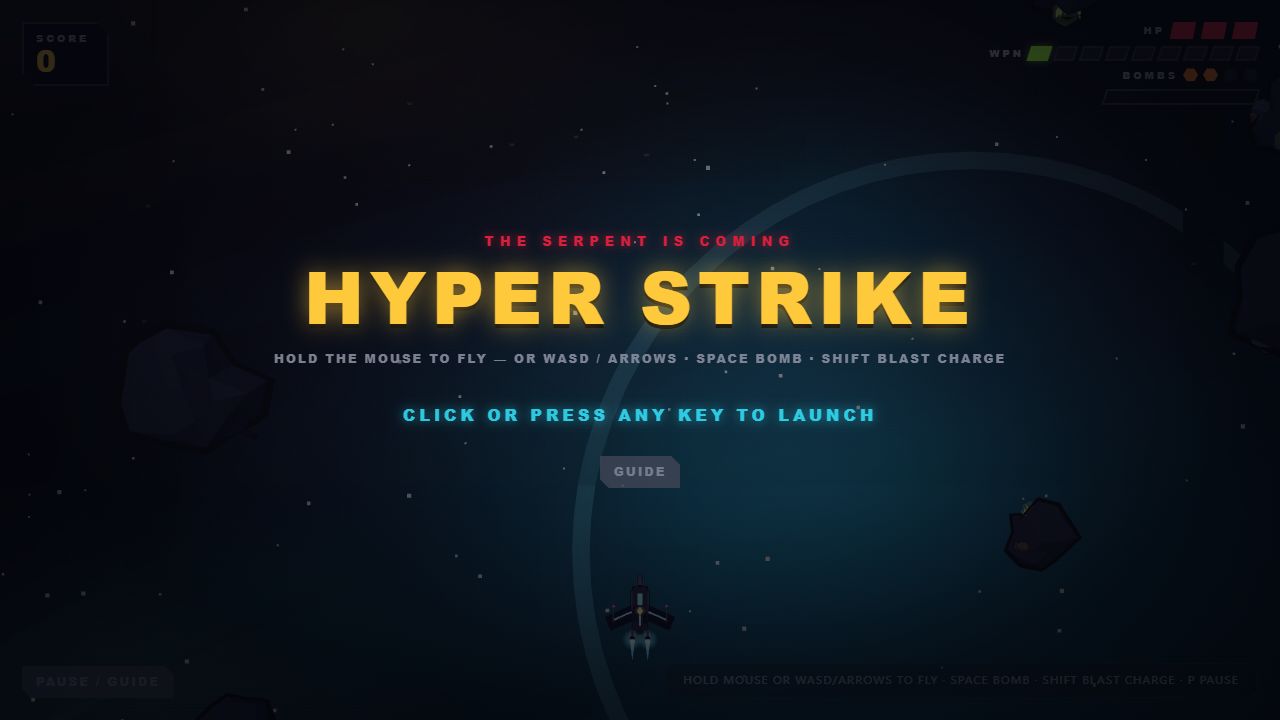 SCORE
0
HP
WPN
BOMBS
THE SERPENT IS COMING
HYPER STRIKE
HOLD THE MOUSE TO FLY — OR WASD / ARROWS · SPACE BOMB · SHIFT BLAST CHARGE
CLICK OR PRESS ANY KEY TO LAUNCH
GUIDE
PAUSE / GUIDE
HOLD MOUSE OR WASD/ARROWS TO FLY · SPACE BOMB · SHIFT BLAST CHARGE · P PAUSE